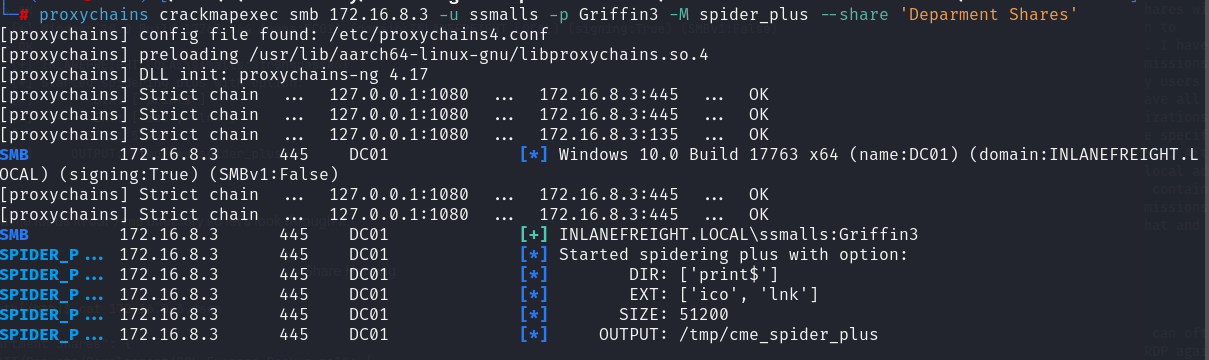 └─# proxychains crackmapexec smb 172.16.8.3 -u ssmalls -p Griffin3 -M spider_plus --share 'Deparment Shares'
[proxychains] config file found: /etc/proxychains4.conf
[proxychains] preloading /usr/lib/aarch64-linux-gnu/libproxychains.so.4
[proxychains] DLL init: proxychains-ng 4.17
[proxychains] Strict chain  ...  127.0.0.1:1080  ...  172.16.8.3:445  ...  OK
[proxychains] Strict chain  ...  127.0.0.1:1080  ...  172.16.8.3:445  ...  OK
[proxychains] Strict chain  ...  127.0.0.1:1080  ...  172.16.8.3:135  ...  OK
SMB         172.16.8.3      445    DC01             [*] Windows 10.0 Build 17763 x64 (name:DC01) (domain:INLANEFREIGHT.L
OCAL) (signing:True) (SMBv1:False)
[proxychains] Strict chain  ...  127.0.0.1:1080  ...  172.16.8.3:445  ...  OK
[proxychains] Strict chain  ...  127.0.0.1:1080  ...  172.16.8.3:445  ...  OK
SMB         172.16.8.3      445    DC01             [+] INLANEFREIGHT.LOCAL\ssmalls:Griffin3
SPIDER_P... 172.16.8.3      445    DC01             [*] Started spidering plus with option:
SPIDER_P... 172.16.8.3      445    DC01             [*]        DIR: ['print$']
SPIDER_P... 172.16.8.3      445    DC01             [*]        EXT: ['ico', 'lnk']
SPIDER_P... 172.16.8.3      445    DC01             [*]       SIZE: 51200
SPIDER_P... 172.16.8.3      445    DC01             [*]     OUTPUT: /tmp/cme_spider_plus